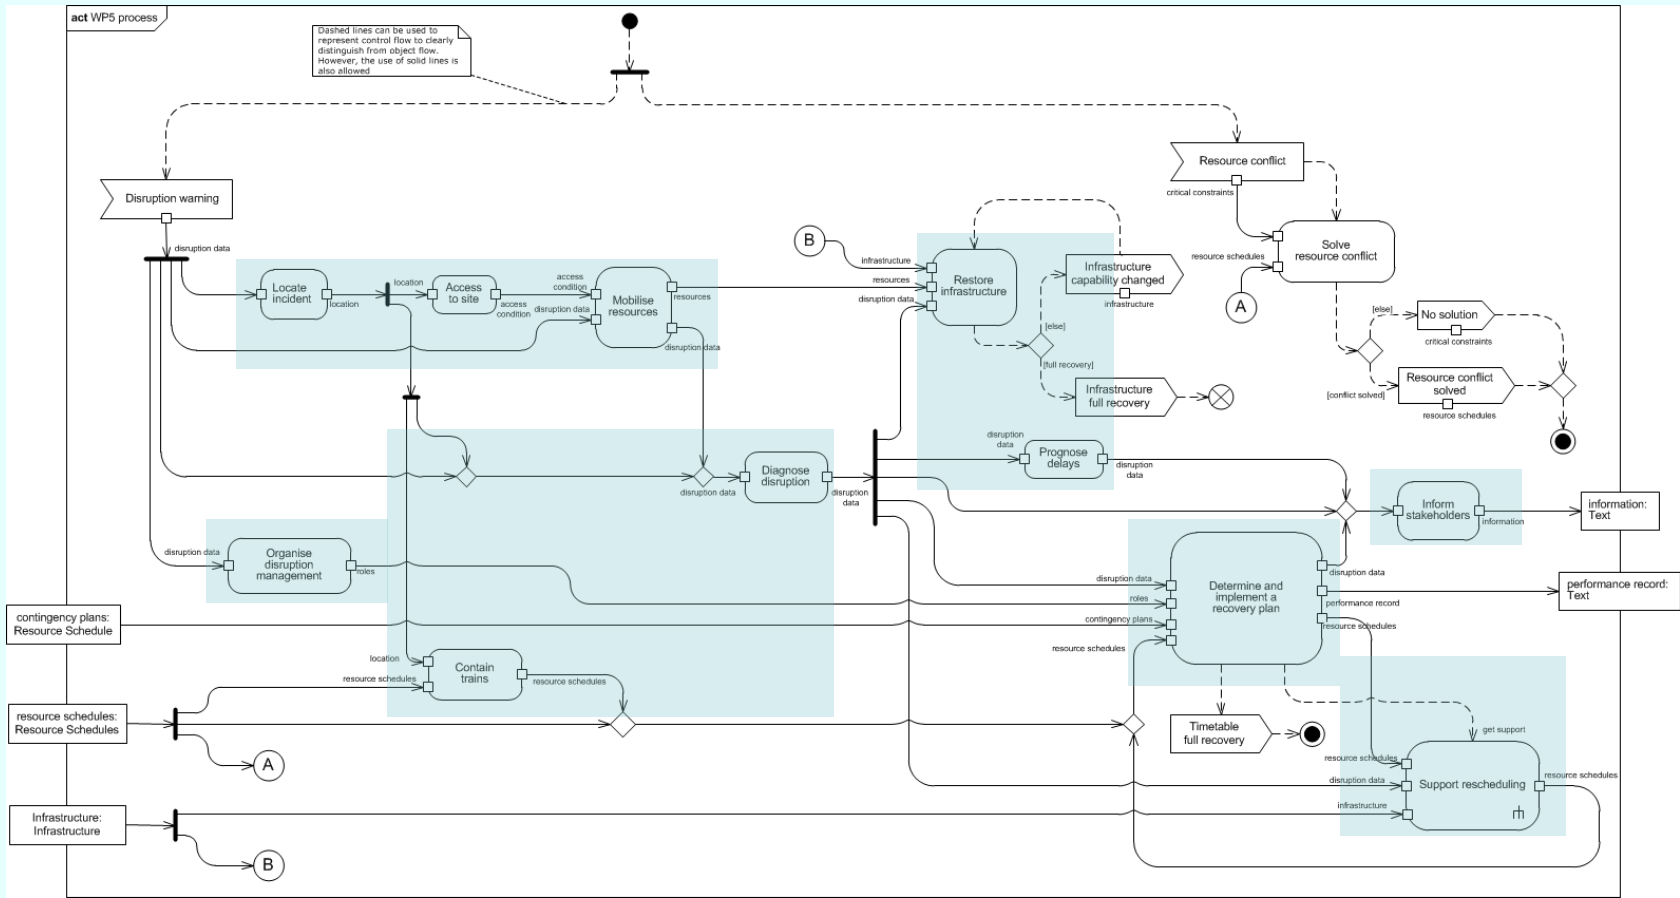 act WP5 process
Dashed lines can be used to
represent control flow to clearly
distinguish from object flow.
However, the use of solid lines is
also allowed
Resource conflict
critical constraints
Disruption warning
disruption data
B
Solve
resource conflict
resource schedules
A
infrastructure
resources
disruption data
Restore
infrastructure
Infrastructure
capability changed
infrastructure
Locate
incident
location
location
Access
to site
access
condition
access
condition
disruption data
Mobilise
resources
resources
disruption data
[else]
[full recovery]
Infrastructure
full recovery
[else]
No solution
critical constraints
[conflict solved]
Resource conflict
solved
resource schedules
disruption
data
Prognose
delays
disruption
data
Diagnose
disruption
disruption data
disruption
data
Inform
stakeholders
information
information:
Text
disruption data
Organise
disruption
management
roles
disruption data
roles
contingency plans
resource schedules
Determine and
implement a
recovery plan
disruption data
performance record
resource schedules
performance record:
Text
contingency plans:
Resource Schedule
location
resource schedules
Contain
trains
resource schedules
resource schedules:
Resource Schedules
A
Timetable
full recovery
get support
resource schedules
disruption data
infrastructure
Support rescheduling
resource schedules
Infrastructure:
Infrastructure
B